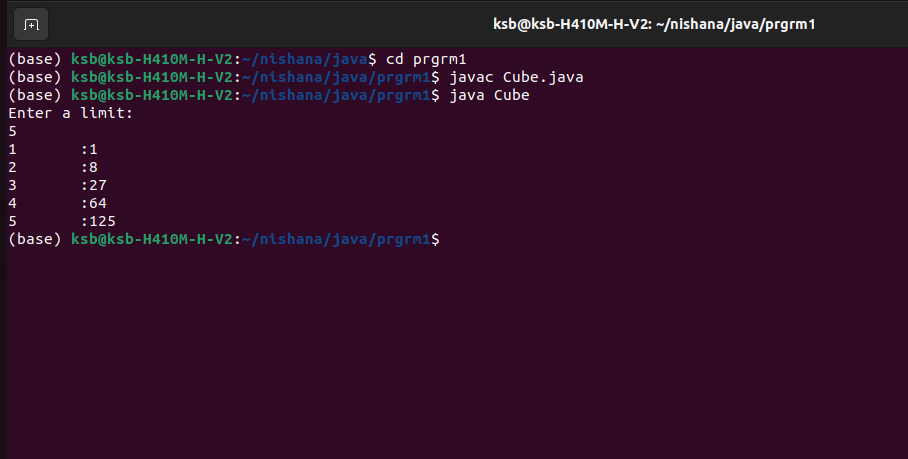 ksb@ksb-H410M-H-V2: ~/nishana/java/prgrm1
(base) ksb@ksb-H410M-H-V2:~/nishana/java$ cd prgrm1
(base) ksb@ksb-H410M-H-V2:~/nishana/java/prgrm1$ javac Cube.java
(base) ksb@ksb-H410M-H-V2:~/nishana/java/prgrm1$ java Cube
Enter a limit:
5
1       :1
2       :8
3       :27
4       :64
5       :125
(base) ksb@ksb-H410M-H-V2:~/nishana/java/prgrm1$